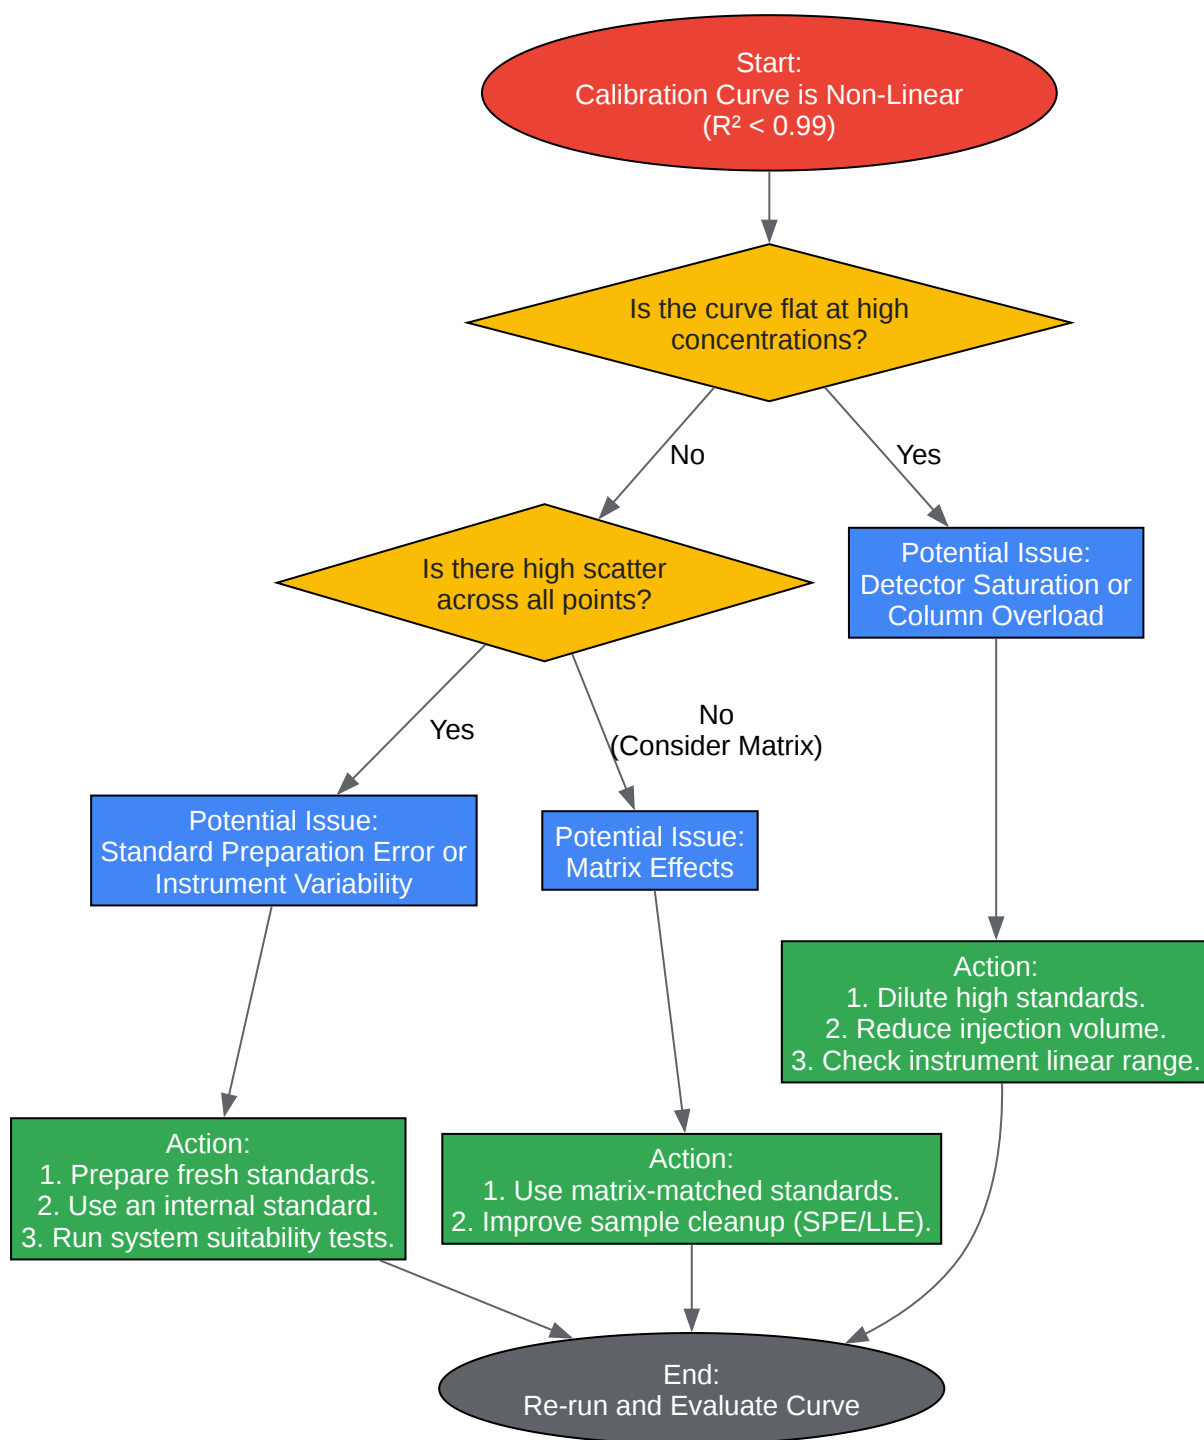 Start:
Calibration Curve is Non-Linear
(R² < 0.99)
Is the curve flat at high
concentrations?
No
Yes
Is there high scatter
across all points?
Potential Issue:
Detector Saturation or
Column Overload
Yes
No
(Consider Matrix)
Potential Issue:
Standard Preparation Error or
Instrument Variability
Potential Issue:
Matrix Effects
Action:
1. Dilute high standards.
2. Reduce injection volume.
3. Check instrument linear range.
Action:
1. Prepare fresh standards.
2. Use an internal standard.
3. Run system suitability tests.
Action:
1. Use matrix-matched standards.
2. Improve sample cleanup (SPE/LLE).
End:
Re-run and Evaluate Curve